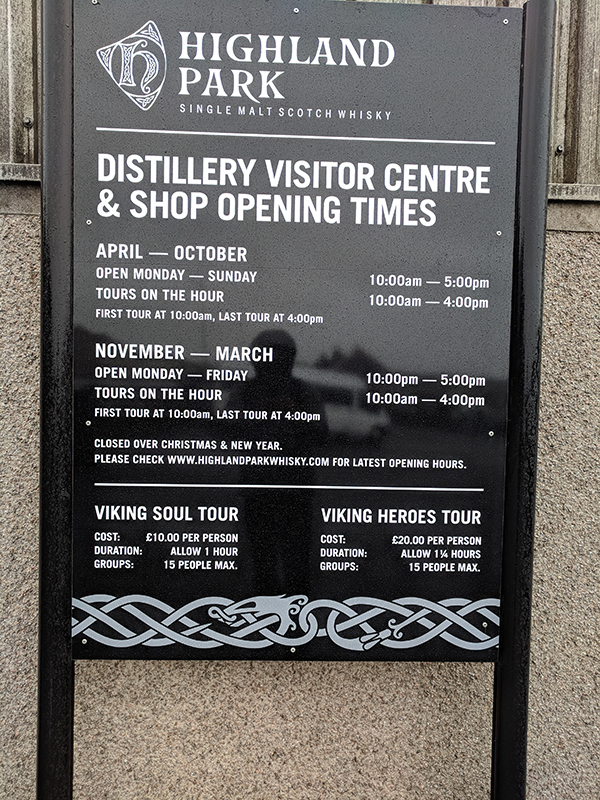 HIGHLAND
PARK
SINGLE MALT SCOTCH WHISKY
DISTILLERY VISITOR CENTRE
& SHOP OPENING TIMES
APRIL — OCTOBER
OPEN MONDAY — SUNDAY 10:00am — 5:00pm
TOURS ON THE HOUR 10:00am — 4:00pm
FIRST TOUR AT 10:00am, LAST TOUR AT 4:00pm
NOVEMBER — MARCH
OPEN MONDAY — FRIDAY 10:00pm — 5:00pm
TOURS ON THE HOUR 10:00am — 4:00pm
FIRST TOUR AT 10:00am, LAST TOUR AT 4:00pm
CLOSED OVER CHRISTMAS & NEW YEAR.
PLEASE CHECK WWW.HIGHLANDPARKWHISKY.COM FOR LATEST OPENING HOURS.
VIKING SOUL TOUR
COST: £10.00 PER PERSON
DURATION: ALLOW 1 HOUR
GROUPS: 15 PEOPLE MAX.
VIKING HEROES TOUR
COST: £20.00 PER PERSON
DURATION: ALLOW 1¼ HOURS
GROUPS: 15 PEOPLE MAX.